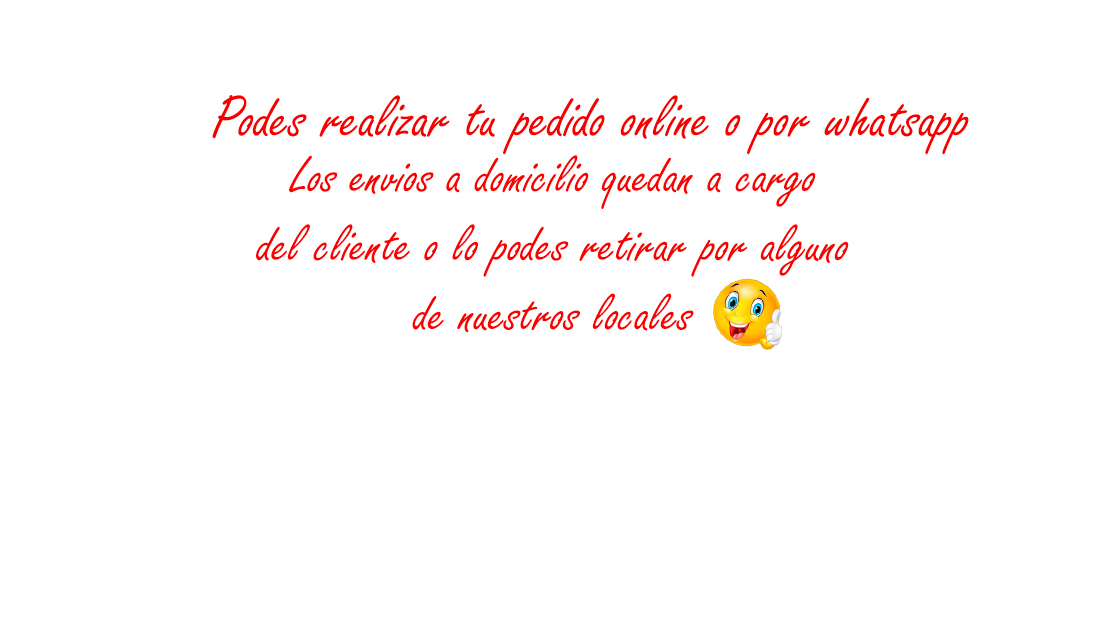 Podes realizar tu pedido online o por whatsapp
Los envios a domicilio quedan a cargo
del cliente o lo podes retirar por alguno
de nuestros locales